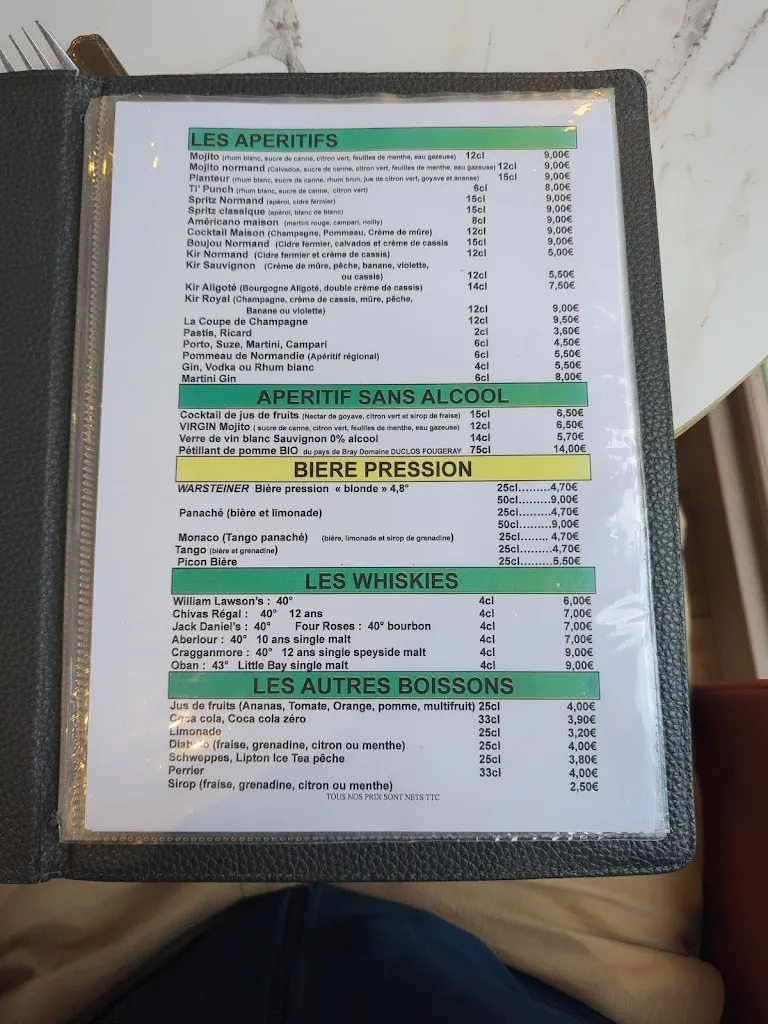 LES APERITIFS
Mojito (rhum blanc, sucre de canne, citron vert, feuilles de menthe, eau gazeuse) 12cl 9,00€
Mojito normand (Calvados, sucre de canne, citron vert, feuilles de menthe, eau gazeuse) 12cl 9,00€
Planteur (rhum blanc, sucre de canne, rhum brun, jus de citron vert, goyave et ananas) 15cl 9,00€
Ti' Punch (rhum blanc, sucre de canne, citron vert) 6cl 8,00€
Spritz Normand (apérol, cidre fermier) 15cl 9,00€
Spritz classique (apérol, blanc de blanc) 15cl 9,00€
Américano maison (martini rouge, campari, noilly) 8cl 9,00€
Cocktail Maison (Champagne, Pommeau, Crème de mûre) 12cl 9,00€
Boujou Normand (Cidre fermier, calvados et crème de cassis 15cl 9,00€
Kir Normand (Cidre fermier et crème de cassis) 12cl 5,00€
Kir Sauvignon (Crème de mûre, pêche, banane, violette,
ou cassis) 12cl 5,50€
Kir Aligoté (Bourgogne Aligoté, double crème de cassis) 14cl 7,50€
Kir Royal (Champagne, crème de cassis, mûre, pêche,
Banane ou violette) 12cl 9,00€
La Coupe de Champagne 12cl 9,50€
Pastis, Ricard 2cl 3,60€
Porto, Suze, Martini, Campari 6cl 4,50€
Pommeau de Normandie (Apéritif régional) 6cl 5,50€
Gin, Vodka ou Rhum blanc 4cl 5,50€
Martini Gin 6cl 8,00€
APERITIF SANS ALCOOL
Cocktail de jus de fruits (Nectar de goyave, citron vert et sirop de fraise) 15cl 6,50€
VIRGIN Mojito ( sucre de canne, citron vert, feuilles de menthe, eau gazeuse) 12cl 6,50€
Verre de vin blanc Sauvignon 0% alcool 14cl 5,70€
Pétillant de pomme BIO du pays de Bray Domaine DUCLOS FOUGERAY 75cl 14,00€
BIERE PRESSION
WARSTEINER Bière pression « blonde » 4,8° 25cl.........4,70€
50cl.........9,00€
Panaché (bière et limonade) 25cl.........4,70€
50cl.........9,00€
Monaco (Tango panaché) (bière, limonade et sirop de grenadine) 25cl........ 4,70€
Tango (bière et grenadine) 25cl.........4,70€
Picon Bière 25cl.........5.50€
LES WHISKIES
William Lawson's : 40° 4cl 6,00€
Chivas Régal : 40° 12 ans 4cl 7,00€
Jack Daniel's : 40° Four Roses : 40° bourbon 4cl 7,00€
Aberlour : 40° 10 ans single malt 4cl 7,00€
Cragganmore : 40° 12 ans single speyside malt 4cl 9,00€
Oban : 43° Little Bay single malt 4cl 9,00€
LES AUTRES BOISSONS
Jus de fruits (Ananas, Tomate, Orange, pomme, multifruit) 25cl 4,00€
Coca cola, Coca cola zéro 33cl 3,90€
Limonade 25cl 3,20€
Diabolo (fraise, grenadine, citron ou menthe) 25cl 4,00€
Schweppes, Lipton Ice Tea pêche 25cl 3,80€
Perrier 33cl 4,00€
Sirop (fraise, grenadine, citron ou menthe) 2,50€
TOUS NOS PRIX SONT NETS TTC